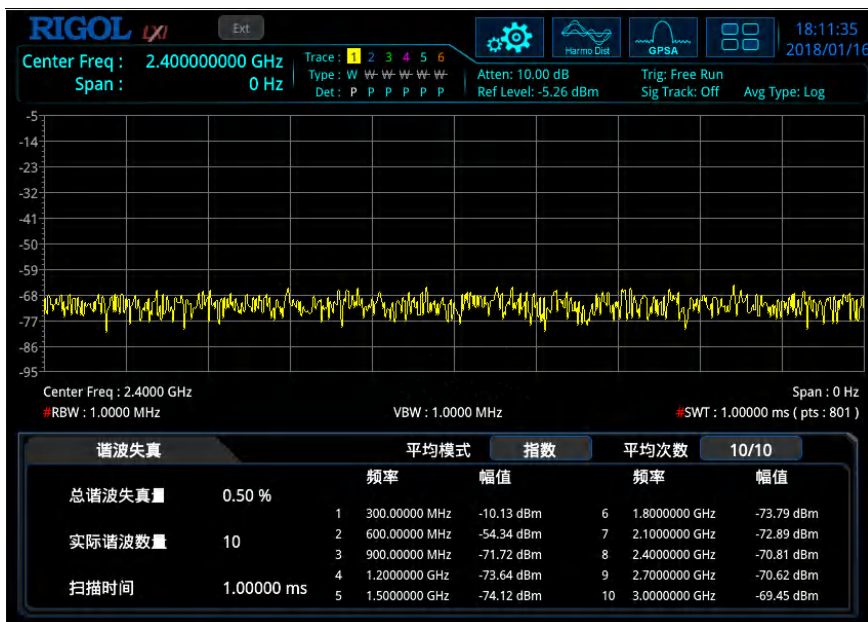 RIGOL LXI Ext Harmo Dist GPSA 18:11:35
2018/01/16
Center Freq : 2.400000000 GHz
Span : 0 Hz
Trace : 1 2 3 4 5 6
Type : W W W W W W
Det : P P P P P P
Atten: 10.00 dB
Ref Level: -5.26 dBm
Trig: Free Run
Sig Track: Off
Avg Type: Log
-5
-14
-23
-32
-41
-50
-59
-68
-77
-86
-95
Center Freq : 2.4000 GHz Span : 0 Hz
#RBW : 1.0000 MHz VBW : 1.0000 MHz #SWT : 1.00000 ms ( pts : 801 )
谐波失真 平均模式 指数 平均次数 10/10
总谐波失真量 0.50 %
实际谐波数量 10
扫描时间 1.00000 ms
频率 幅值 频率 幅值
1 300.00000 MHz -10.13 dBm 6 1.8000000 GHz -73.79 dBm
2 600.00000 MHz -54.34 dBm 7 2.1000000 GHz -72.89 dBm
3 900.00000 MHz -71.72 dBm 8 2.4000000 GHz -70.81 dBm
4 1.2000000 GHz -73.64 dBm 9 2.7000000 GHz -70.62 dBm
5 1.5000000 GHz -74.12 dBm 10 3.0000000 GHz -69.45 dBm